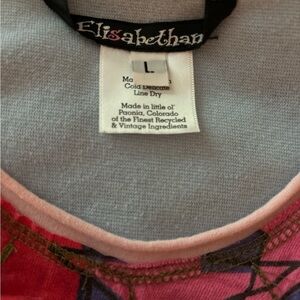 Elisabethan
L
Cold Delicate
Line Dry
Made in little ol'
Paonia, Colorado
of the Finest Recycled
& Vintage Ingredients